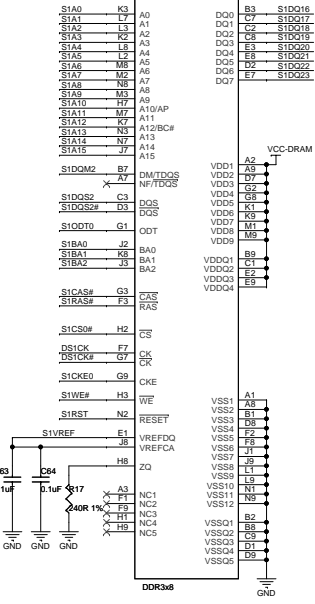 S1A0 K3 A0 DQ0 B3 S1DQ16
S1A1 L7 A1 DQ1 C7 S1DQ17
S1A2 L3 A2 DQ2 C2 S1DQ18
S1A3 K2 A3 DQ3 C8 S1DQ19
S1A4 L8 A4 DQ4 E3 S1DQ20
S1A5 L2 A5 DQ5 E8 S1DQ21
S1A6 M8 A6 DQ6 D2 S1DQ22
S1A7 M2 A7 DQ7 E7 S1DQ23
S1A8 N8 A8
S1A9 M3 A9
S1A10 H7 A10/AP
S1A11 M7 A11
S1A12 K7 A12/BC#
S1A13 N3 A13
S1A14 N7 A14
S1A15 J7 A15
VCC-DRAM
VDD1 A2
S1DQM2 B7 DM/TDQS VDD2 A9
A7 NF/TDQS VDD3 D7
VDD4 G2
S1DQS2 C3 DQS VDD5 G8
S1DQS2# D3 DQS VDD6 K1
VDD7 K9
S1ODT0 G1 ODT VDD8 M1
VDD9 M9
S1BA0 J2 BA0
S1BA1 K8 BA1 VDDQ1 B9
S1BA2 J3 BA2 VDDQ2 C1
VDDQ3 E2
VDDQ4 E9
S1CAS# G3 CAS
S1RAS# F3 RAS
S1CS0# H2 CS
DS1CK F7 CK
DS1CK# G7 CK
S1CKE0 G9 CKE
S1WE# H3 WE VSS1 A1
VSS2 A8
S1RST N2 RESET VSS3 B1
VSS4 D8
S1VREF E1 VREFDQ VSS5 F2
J8 VREFCA VSS6 F8
VSS7 J1
H8 ZQ VSS8 J9
VSS9 L1
63 C64 VSS10 L9
1uF 0.1uF R17 A3 NC1 VSS11 N1
240R 1% F1 NC2 VSS12 N9
F9 NC3
H1 NC4 VSSQ1 B2
H9 NC5 VSSQ2 B8
VSSQ3 C9
VSSQ4 D1
VSSQ5 D9
GND GND GND
DDR3x8
GND